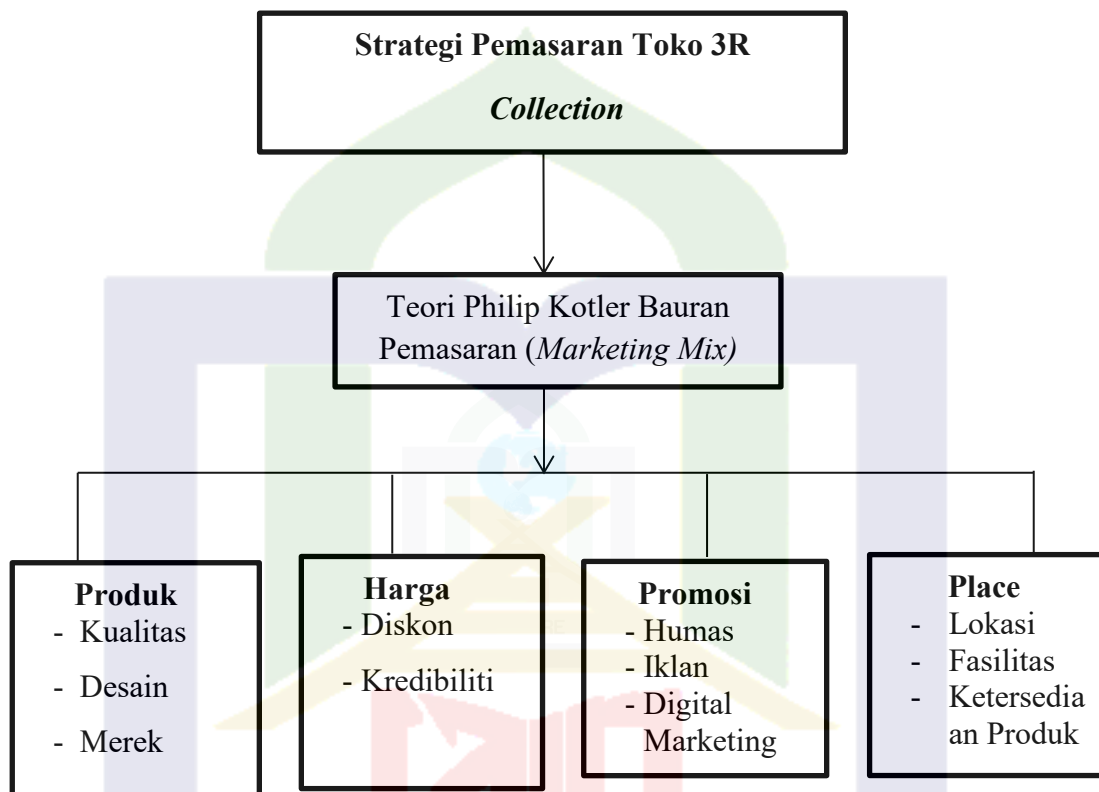 Strategi Pemasaran Toko 3R
Collection
Teori Philip Kotler Bauran
Pemasaran (Marketing Mix)
Produk
- Kualitas
- Desain
- Merek
Harga
- Diskon
- Kredibiliti
Promosi
- Humas
- Iklan
- Digital
Marketing
Place
- Lokasi
- Fasilitas
- Ketersedia
an Produk